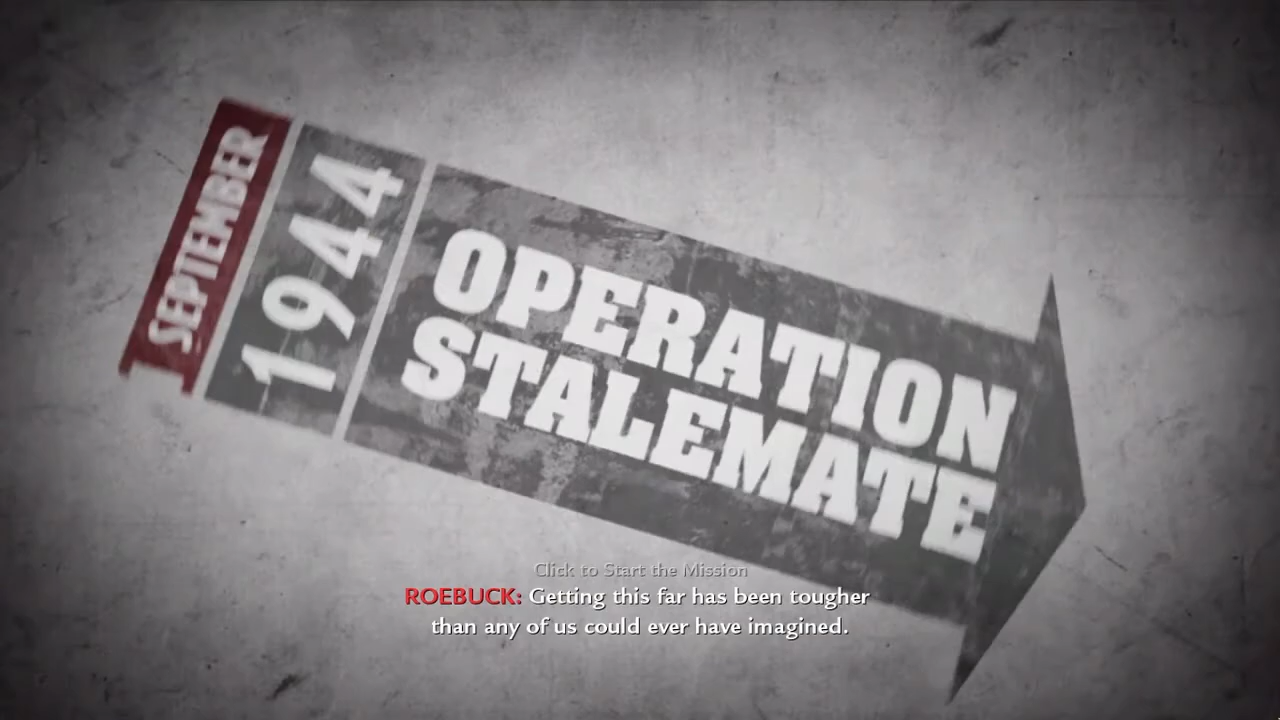 SEPTEMBER
1944
OPERATION
STALEMATE
Click to Start the Mission
ROEBUCK: Getting this far has been tougher
than any of us could ever have imagined.